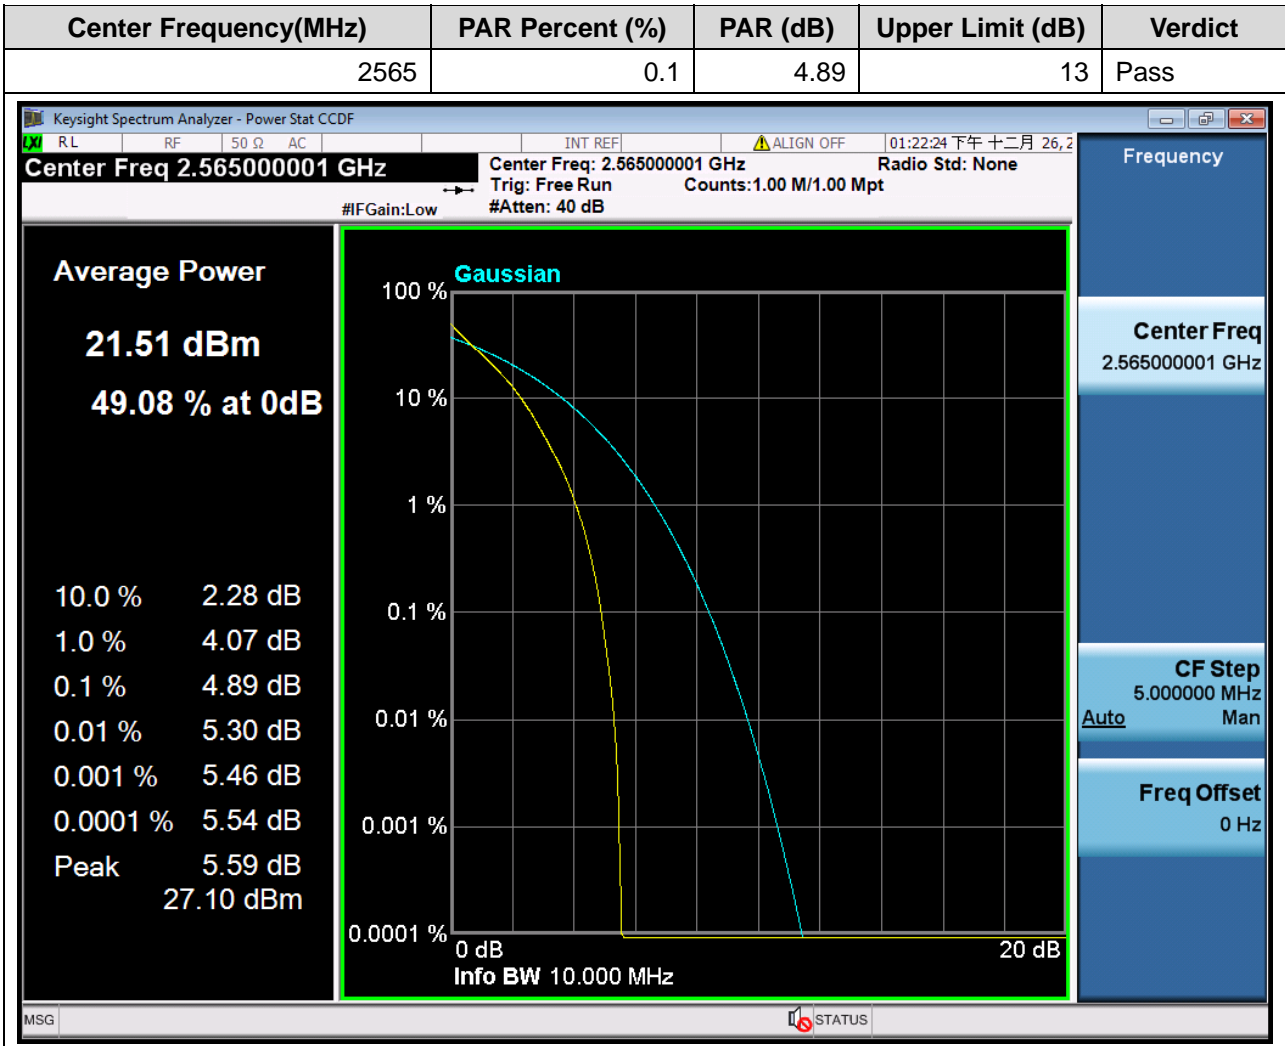 Center Frequency(MHz) PAR Percent (%) PAR (dB) Upper Limit (dB) Verdict
2565 0.1 4.89 13 Pass
Keysight Spectrum Analyzer - Power Stat CCDF
LXI RL RF 50 Ω AC INT REF ALIGN OFF 01:22:24 下午 十二月 26, 2
Center Freq 2.565000001 GHz
#IFGain:Low
Center Freq: 2.565000001 GHz Radio Std: None
Trig: Free Run Counts:1.00 M/1.00 Mpt
#Atten: 40 dB
Average Power
21.51 dBm
49.08 % at 0dB
10.0 % 2.28 dB
1.0 % 4.07 dB
0.1 % 4.89 dB
0.01 % 5.30 dB
0.001 % 5.46 dB
0.0001 % 5.54 dB
Peak 5.59 dB
27.10 dBm
Gaussian
100 %
10 %
1 %
0.1 %
0.01 %
0.001 %
0.0001 %
0 dB 20 dB
Info BW 10.000 MHz
Frequency
Center Freq
2.565000001 GHz
CF Step
5.000000 MHz
Auto Man
Freq Offset
0 Hz
MSG STATUS